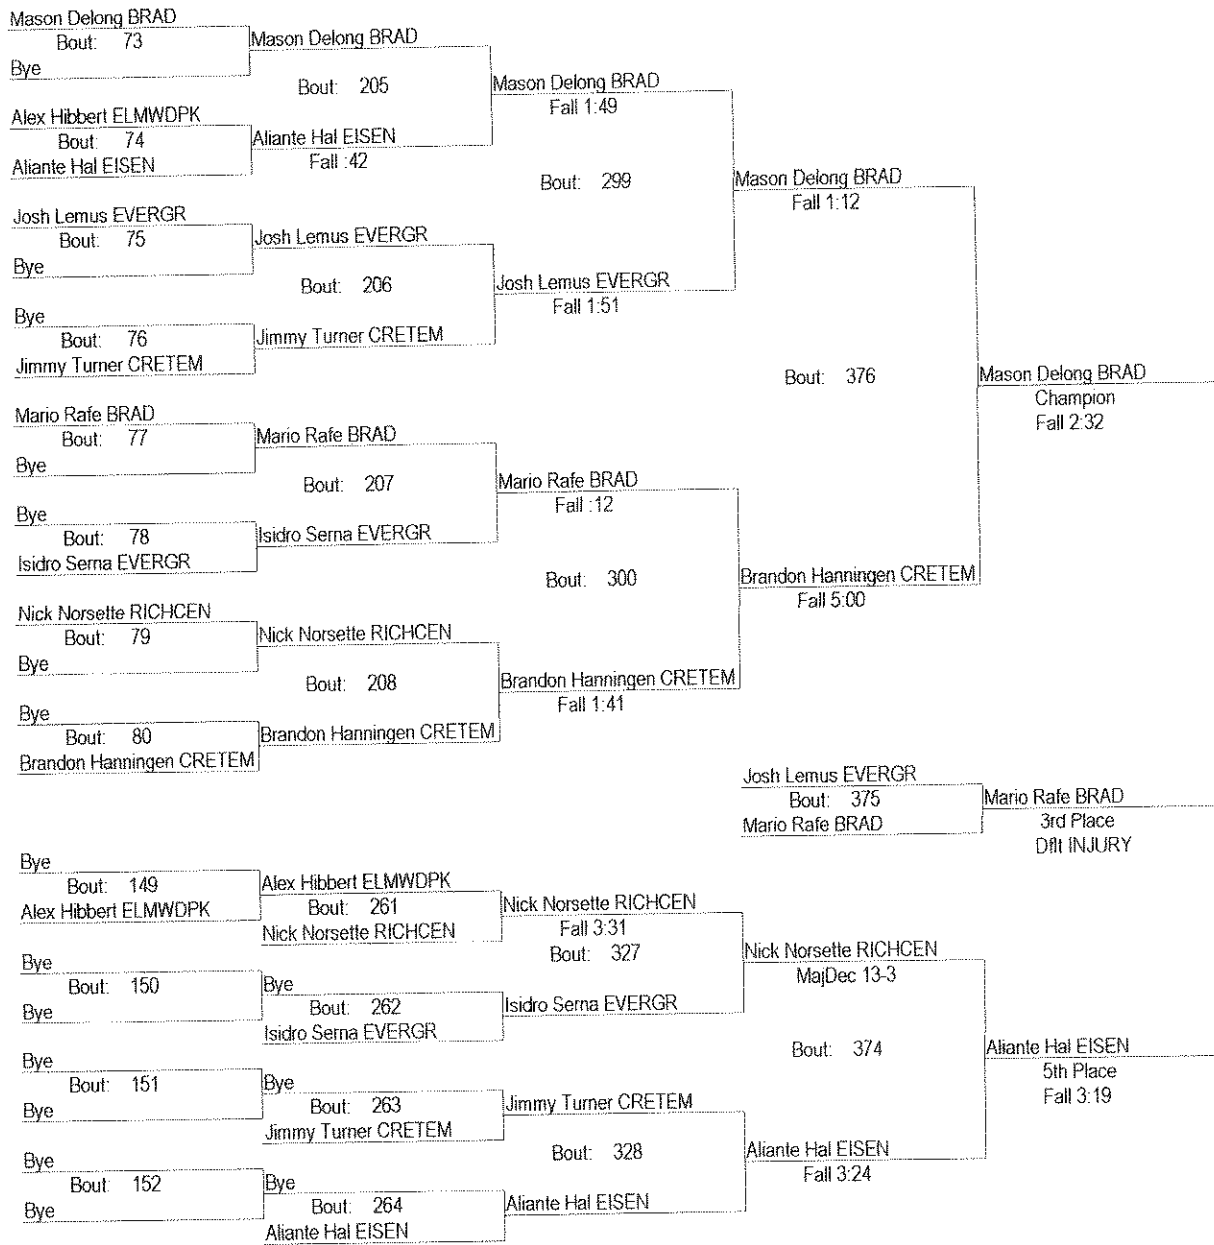 Mason Delong BRAD
Bout: 73
Bye
Mason Delong BRAD
Bout: 205
Alex Hibbert ELMWDPK
Bout: 74
Aliante Hal EISEN
Aliante Hal EISEN
Fall :42
Mason Delong BRAD
Fall 1:49
Bout: 299
Josh Lemus EVERGR
Bout: 75
Bye
Josh Lemus EVERGR
Bout: 206
Bye
Bout: 76
Jimmy Turner CRETEM
Jimmy Turner CRETEM
Josh Lemus EVERGR
Fall 1:51
Mason Delong BRAD
Fall 1:12
Bout: 376
Mason Delong BRAD
Champion
Fall 2:32
Mario Rafe BRAD
Bout: 77
Bye
Mario Rafe BRAD
Bout: 207
Bye
Bout: 78
Isidro Serna EVERGR
Isidro Serna EVERGR
Mario Rafe BRAD
Fall :12
Bout: 300
Nick Norsette RICHCEN
Bout: 79
Bye
Nick Norsette RICHCEN
Bout: 208
Bye
Bout: 80
Brandon Hanningen CRETEM
Brandon Hanningen CRETEM
Brandon Hanningen CRETEM
Fall 1:41
Brandon Hanningen CRETEM
Fall 5:00
Josh Lemus EVERGR
Bout: 375
Mario Rafe BRAD
Mario Rafe BRAD
3rd Place
Dflt INJURY
Bye
Bout: 149
Alex Hibbert ELMWDPK
Alex Hibbert ELMWDPK
Bout: 261
Nick Norsette RICHCEN
Nick Norsette RICHCEN
Fall 3:31
Bout: 327
Bye
Bout: 150
Bye
Bye
Bout: 262
Isidro Serna EVERGR
Isidro Serna EVERGR
Nick Norsette RICHCEN
MajDec 13-3
Bout: 374
Bye
Bout: 151
Bye
Bye
Bout: 263
Jimmy Turner CRETEM
Jimmy Turner CRETEM
Bout: 328
Bye
Bout: 152
Bye
Bye
Bout: 264
Aliante Hal EISEN
Aliante Hal EISEN
Aliante Hal EISEN
Fall 3:24
Aliante Hal EISEN
5th Place
Fall 3:19